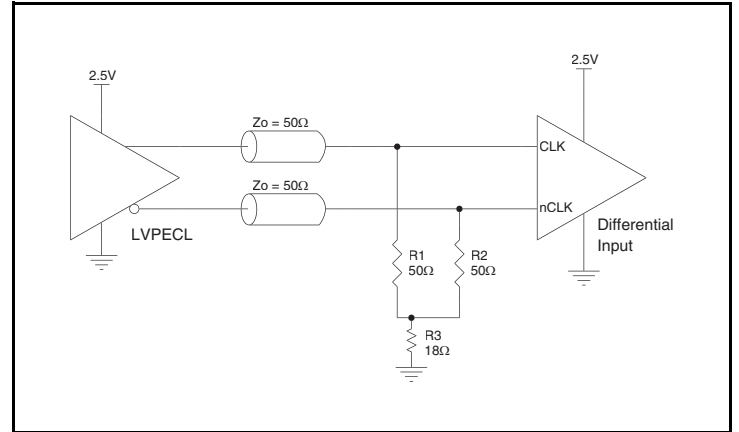 2.5V
2.5V
Zo = 50Ω
CLK
Zo = 50Ω
nCLK
LVPECL
Differential
Input
R1
50Ω
R2
50Ω
R3
18Ω